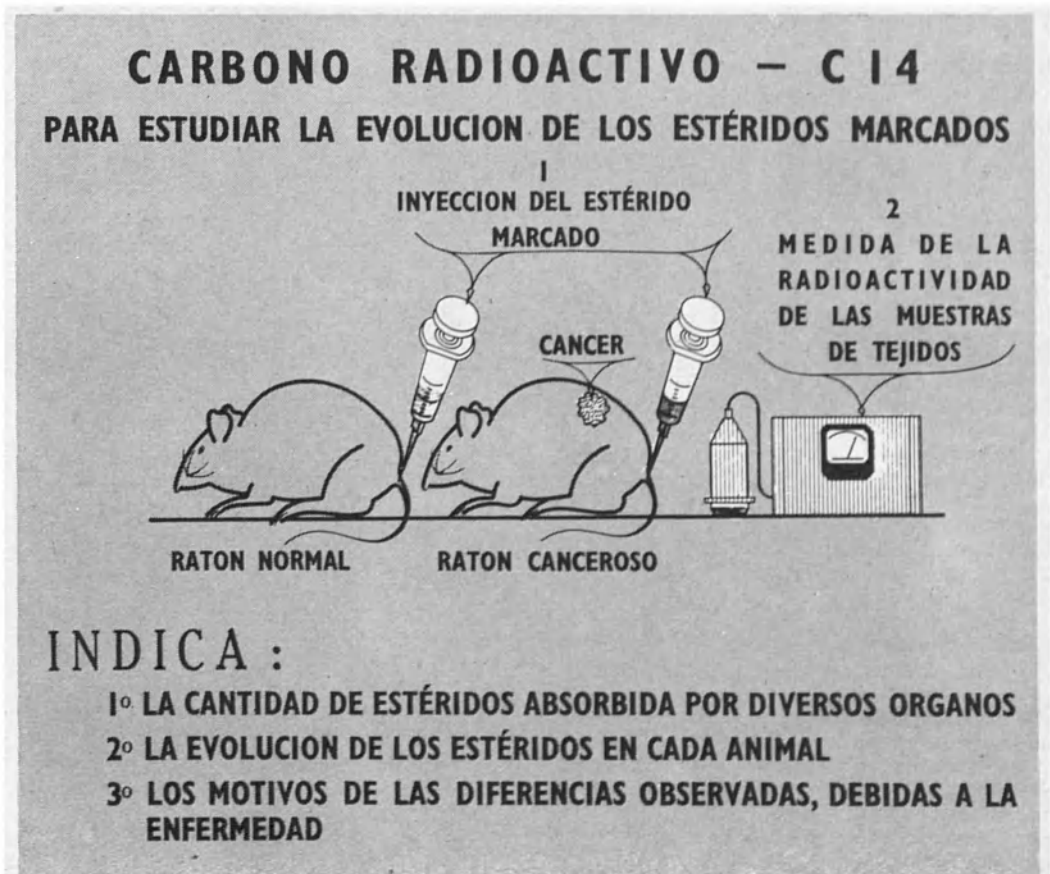 CARBONO RADIOACTIVO — C 14
PARA ESTUDIAR LA EVOLUCION DE LOS ESTÉRIDOS MARCADOS
1
INYECCION DEL ESTÉRIDO
MARCADO
2
MEDIDA DE LA
RADIOACTIVIDAD
DE LAS MUESTRAS
DE TEJIDOS
CANCER
RATON NORMAL
RATON CANCEROSO
INDICA :
1º LA CANTIDAD DE ESTÉRIDOS ABSORBIDA POR DIVERSOS ORGANOS
2º LA EVOLUCION DE LOS ESTÉRIDOS EN CADA ANIMAL
3º LOS MOTIVOS DE LAS DIFERENCIAS OBSERVADAS, DEBIDAS A LA
ENFERMEDAD